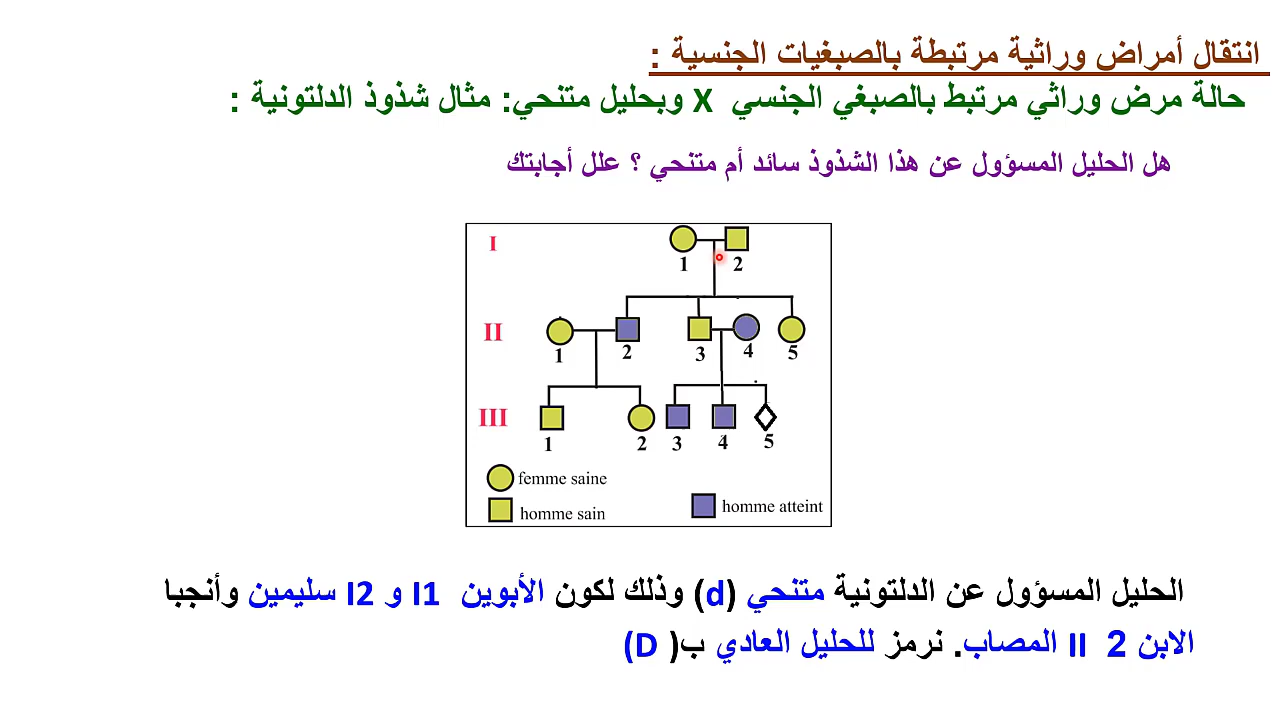 انتقال أمراض وراثية مرتبطة بالصبغيات الجنسية :
حالة مرض وراثي مرتبط بالصبغي الجنسي X وبحليل متنحي: مثال شذوذ الدلتونية :
هل الحليل المسؤول عن هذا الشذوذ سائد أم متنحي ؟ علل أجابتك
I
1 2
II
1 2 3 4 5
III
1 2 3 4 5
femme saine
homme sain
homme atteint
الحليل المسؤول عن الدلتونية متنحي (d) وذلك لكون الأبوين I1 و I2 سليمين وأنجبا
الابن II 2 المصاب. نرمز للحليل العادي ب( D)